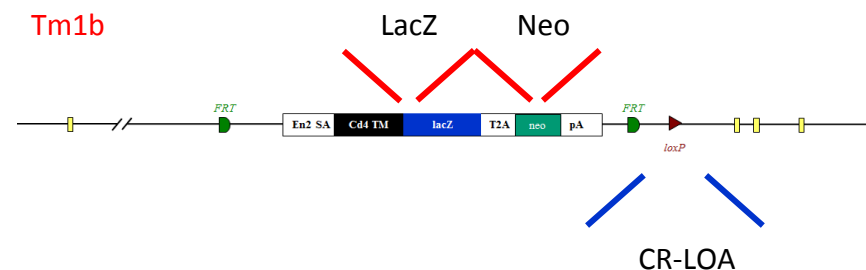 Tm1b
LacZ
Neo
FRT
En2 SA
Cd4 TM
lacZ
T2A
neo
pA
FRT
loxP
CR-LOA